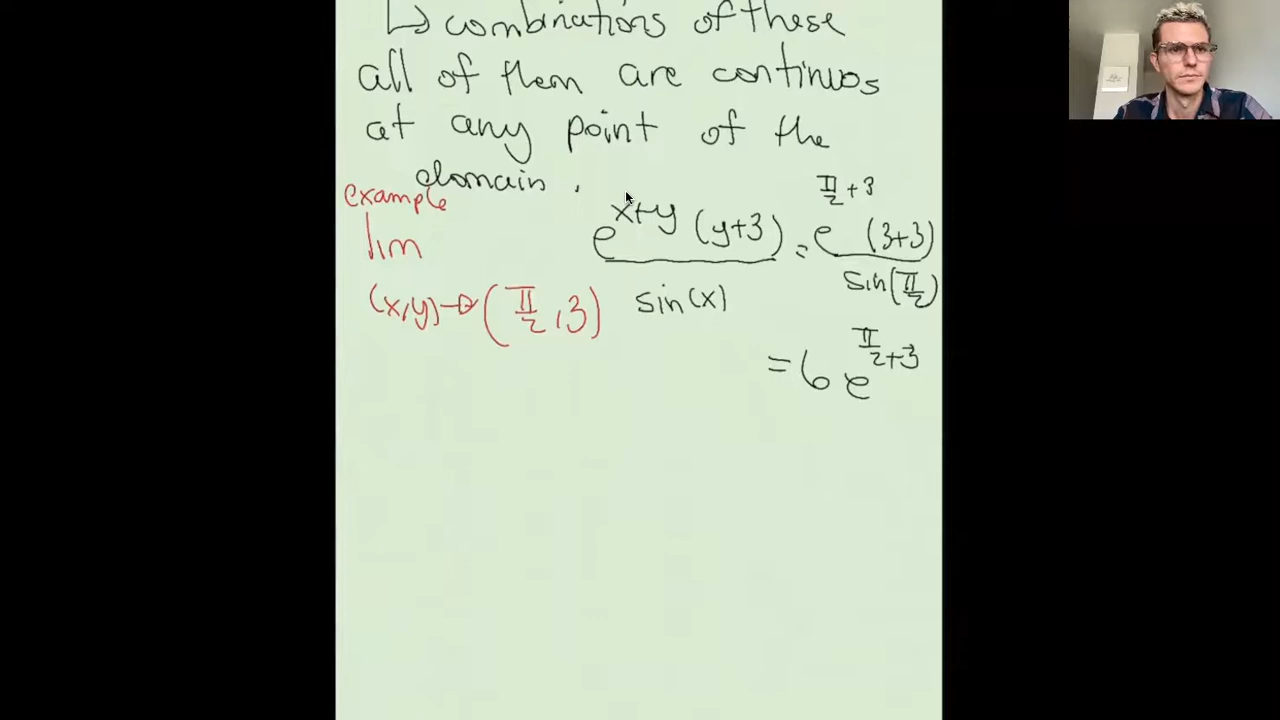 ↳ combinations of these
all of them are continuos
at any point of the
domain.
example
lim
(x,y)→(π/2,3) e^{x+y} (y+3) / sin(x) = e^{π/2+3} (3+3) / sin(π/2)
= 6 e^{π/2+3}